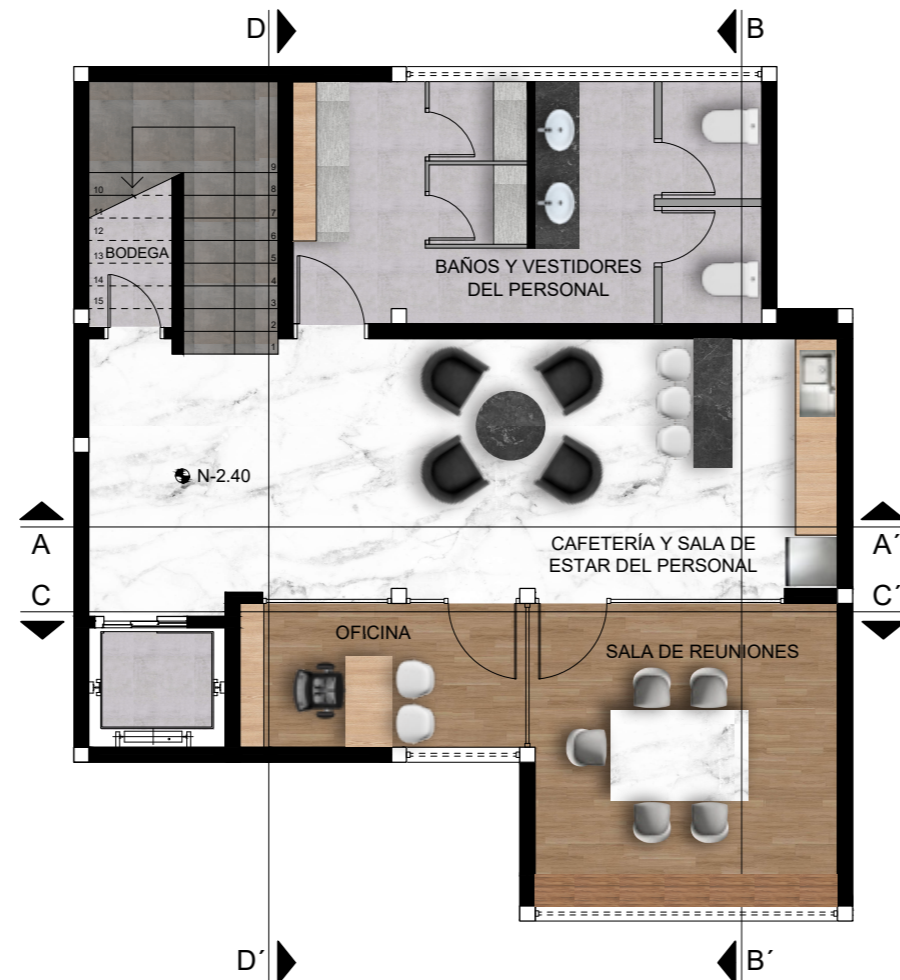 D
B
9
10
8
11
7
12
6
BODEGA
13
5
14
4
15
3
2
1
BAÑOS Y VESTIDORES
DEL PERSONAL
N-2.40
A
CAFETERÍA Y SALA DE
ESTAR DEL PERSONAL
A´
C
C´
OFICINA
SALA DE REUNIONES
D´
B´